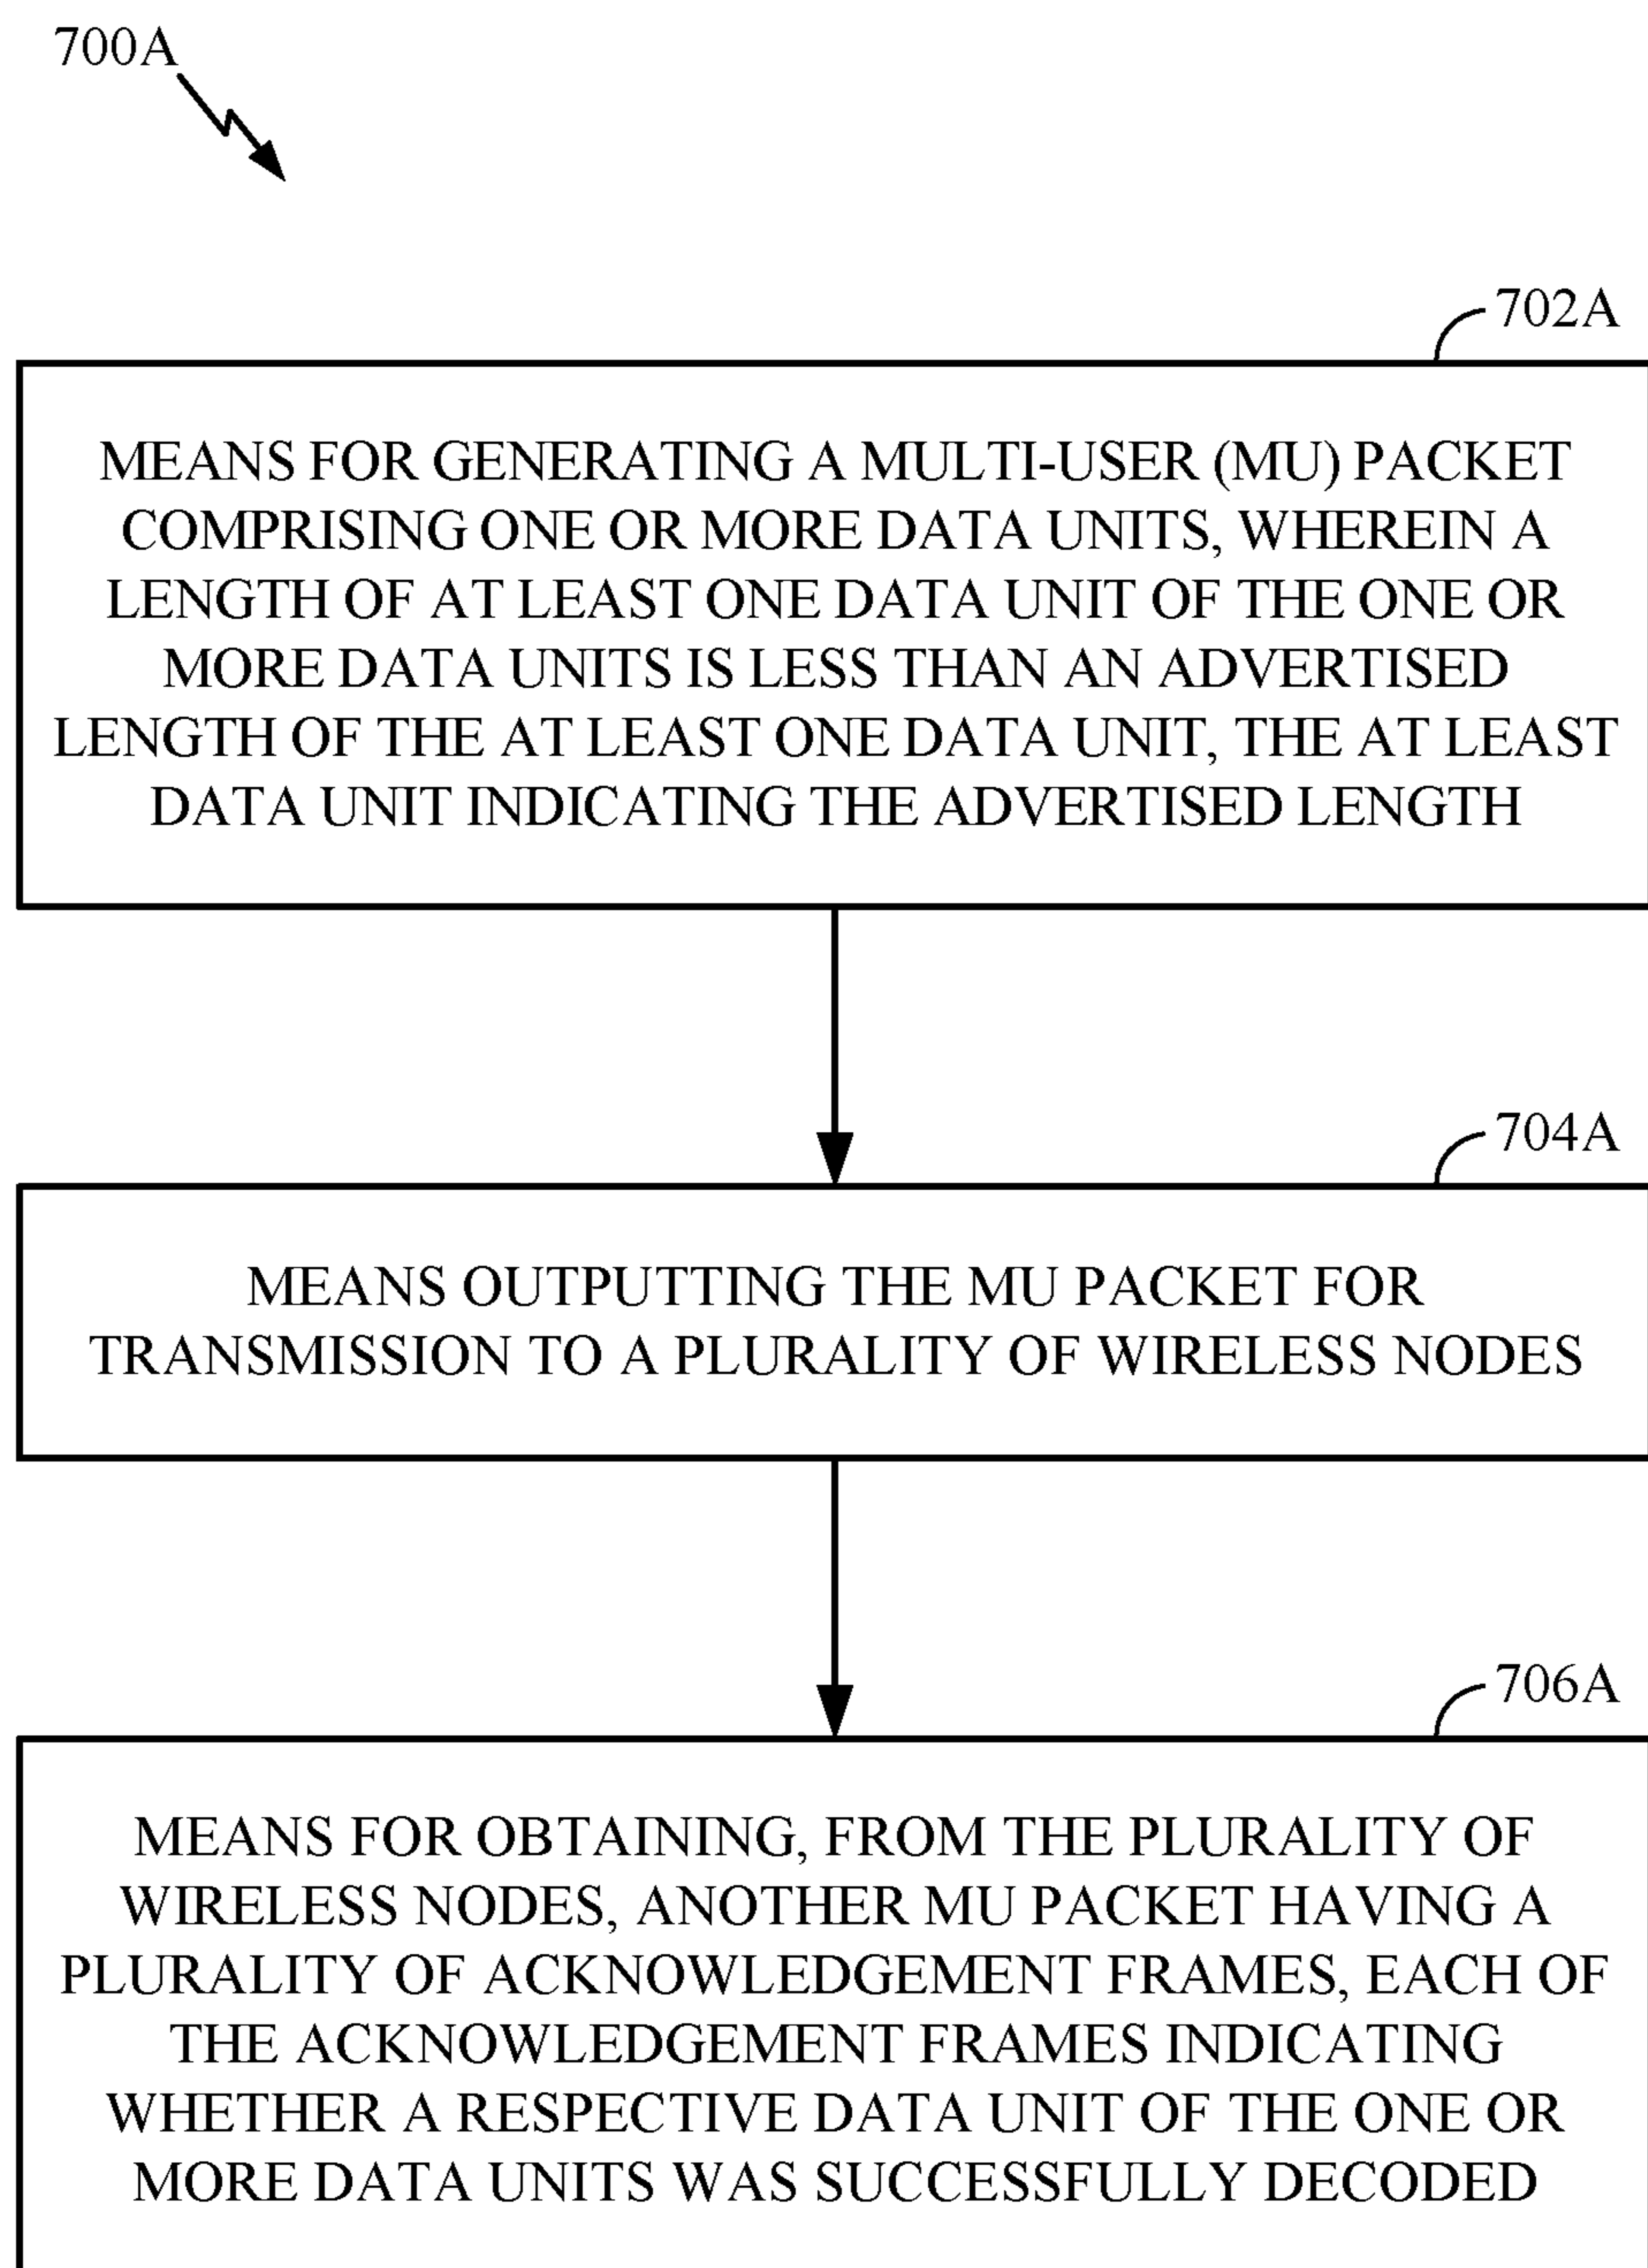 700A
702A
MEANS FOR GENERATING A MULTI-USER (MU) PACKET
COMPRISING ONE OR MORE DATA UNITS, WHEREIN A
LENGTH OF AT LEAST ONE DATA UNIT OF THE ONE OR
MORE DATA UNITS IS LESS THAN AN ADVERTISED
LENGTH OF THE AT LEAST ONE DATA UNIT, THE AT LEAST
DATA UNIT INDICATING THE ADVERTISED LENGTH
704A
MEANS OUTPUTTING THE MU PACKET FOR
TRANSMISSION TO A PLURALITY OF WIRELESS NODES
706A
MEANS FOR OBTAINING, FROM THE PLURALITY OF
WIRELESS NODES, ANOTHER MU PACKET HAVING A
PLURALITY OF ACKNOWLEDGEMENT FRAMES, EACH OF
THE ACKNOWLEDGEMENT FRAMES INDICATING
WHETHER A RESPECTIVE DATA UNIT OF THE ONE OR
MORE DATA UNITS WAS SUCCESSFULLY DECODED